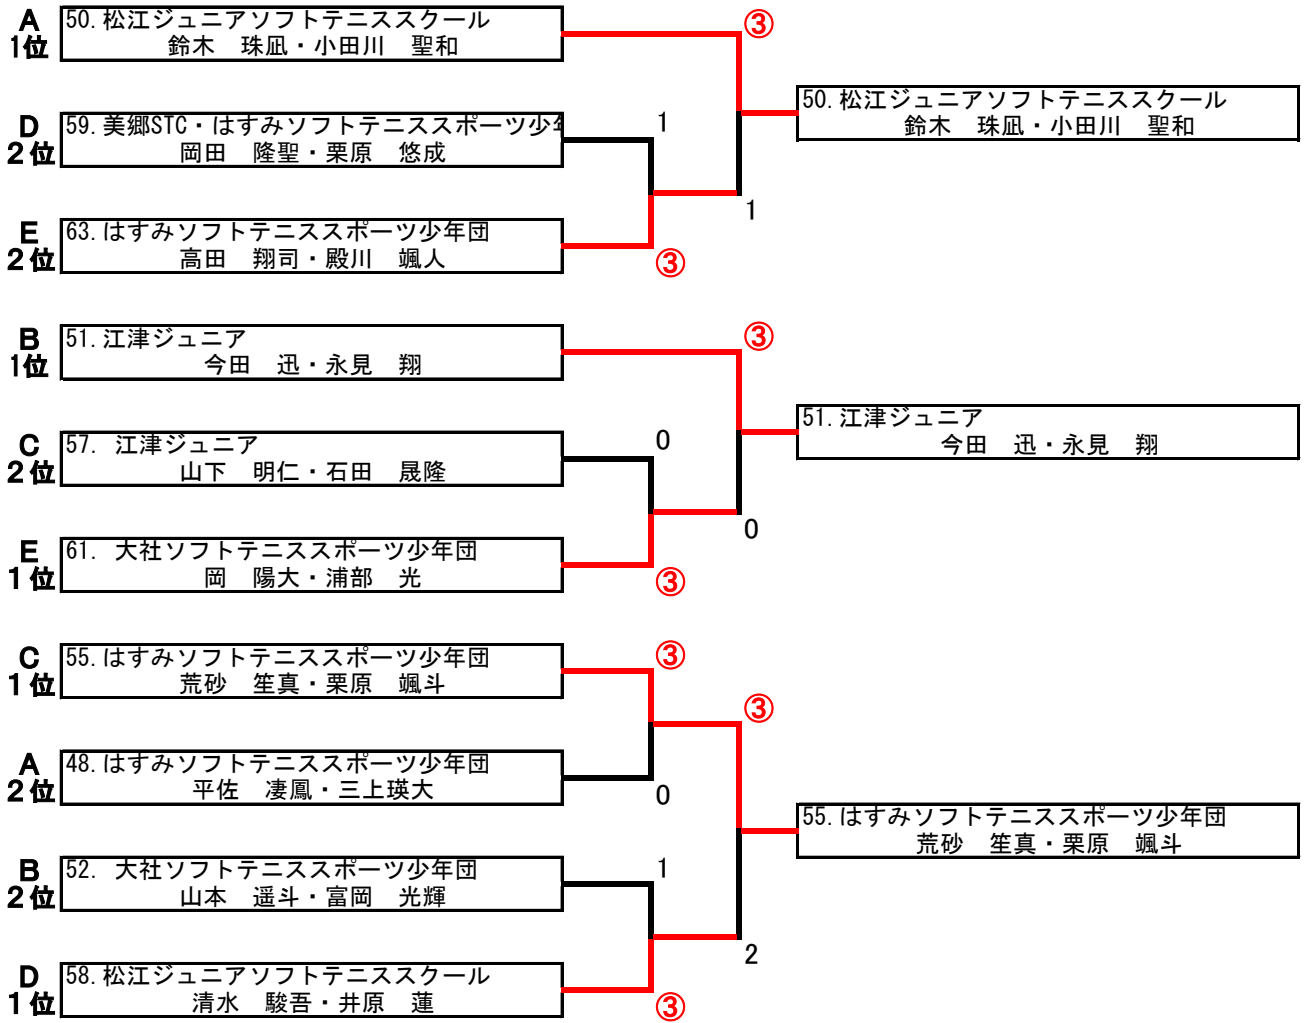 A
1位
50. 松江ジュニアソフトテニススクール
鈴木　珠凪・小田川　聖和
③
50. 松江ジュニアソフトテニススクール
鈴木　珠凪・小田川　聖和
D
2位
59. 美郷STC・はすみソフトテニススポーツ少年
岡田　隆聖・栗原　悠成
1
1
E
2位
63. はすみソフトテニススポーツ少年団
高田　翔司・殿川　颯人
③
B
1位
51. 江津ジュニア
今田　迅・永見　翔
③
51. 江津ジュニア
今田　迅・永見　翔
C
2位
57. 江津ジュニア
山下　明仁・石田　晟隆
0
0
E
1位
61. 大社ソフトテニススポーツ少年団
岡　陽大・浦部　光
③
C
1位
55. はすみソフトテニススポーツ少年団
荒砂　笙真・栗原　颯斗
③
③
A
2位
48. はすみソフトテニススポーツ少年団
平佐　凄鳳・三上瑛大
0
55. はすみソフトテニススポーツ少年団
荒砂　笙真・栗原　颯斗
B
2位
52. 大社ソフトテニススポーツ少年団
山本　遥斗・富岡　光輝
1
2
D
1位
58. 松江ジュニアソフトテニススクール
清水　駿吾・井原　蓮
③